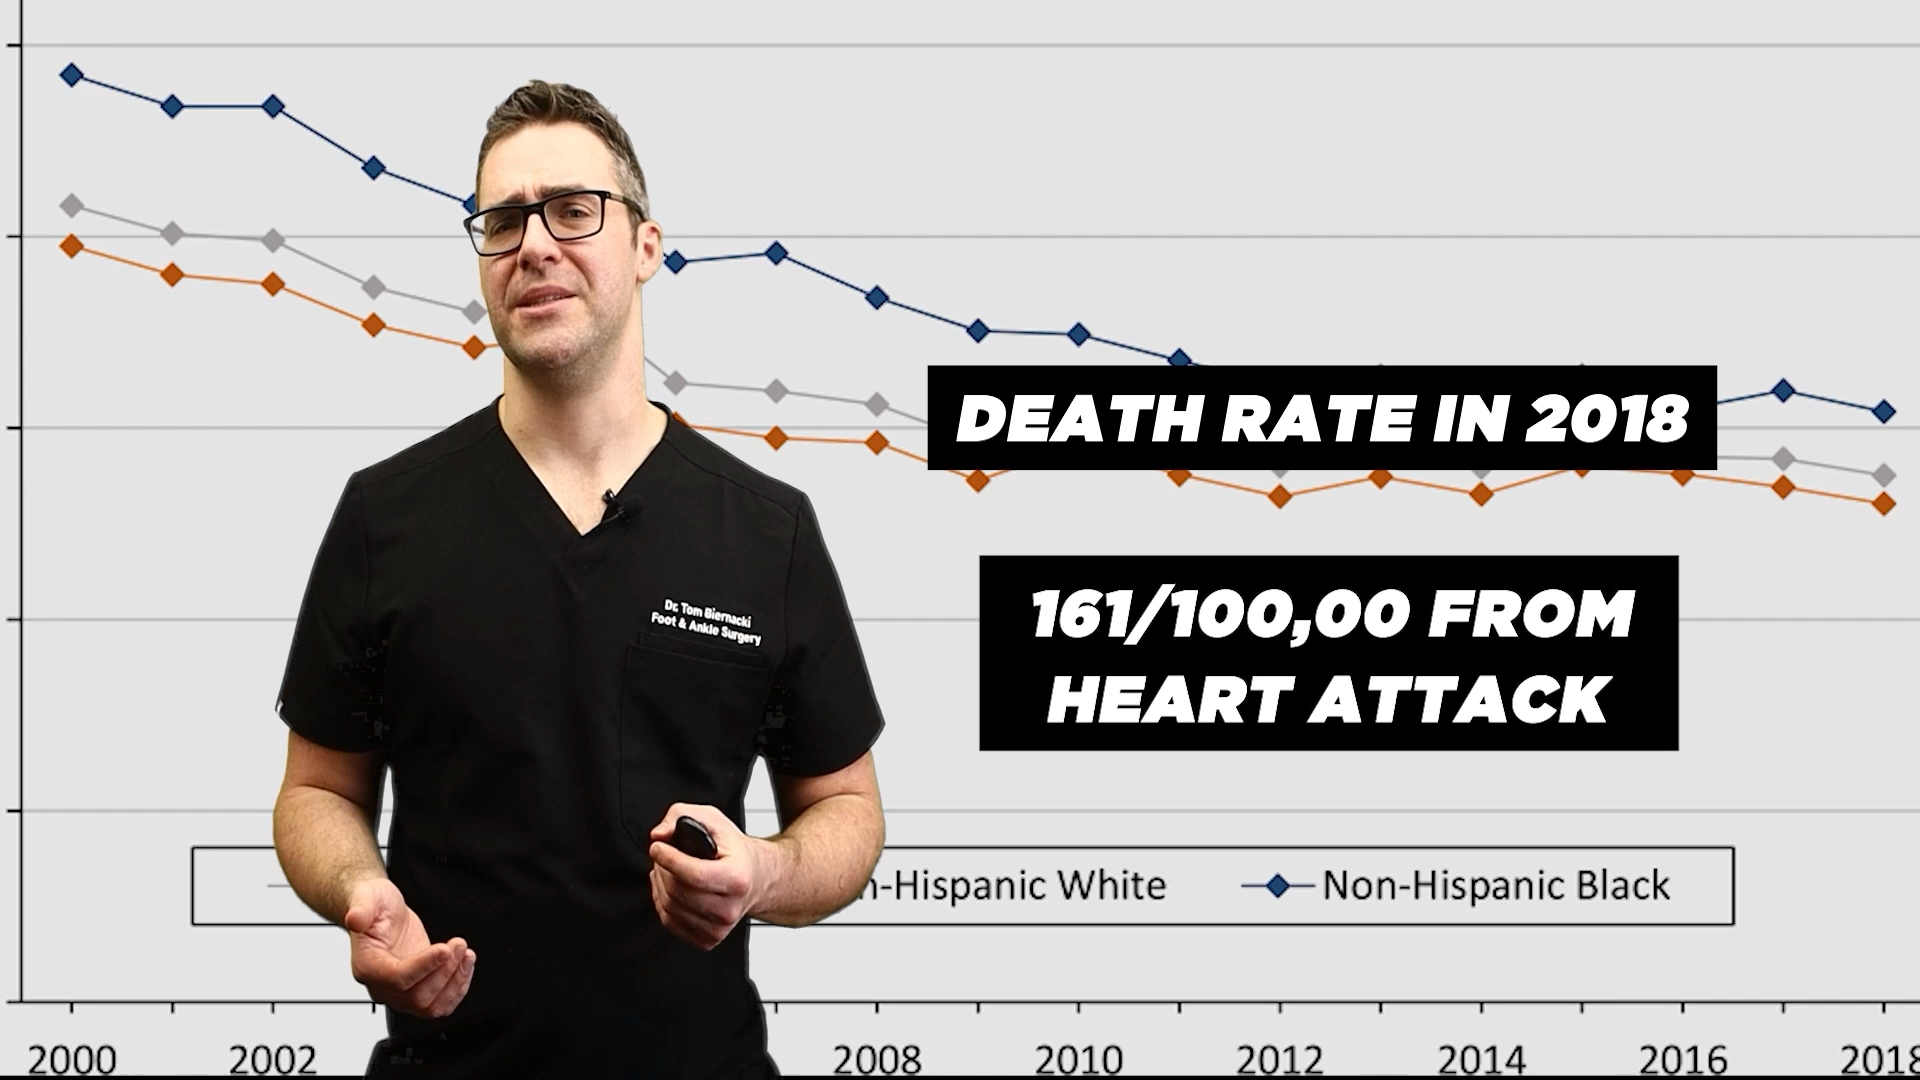 DEATH RATE IN 2018
161/100,00 FROM
HEART ATTACK
Dr. Tom Biernacki
Foot & Ankle Surgery
-Hispanic White
Non-Hispanic Black
2000 2002 2008 2010 2012 2014 2016 2018